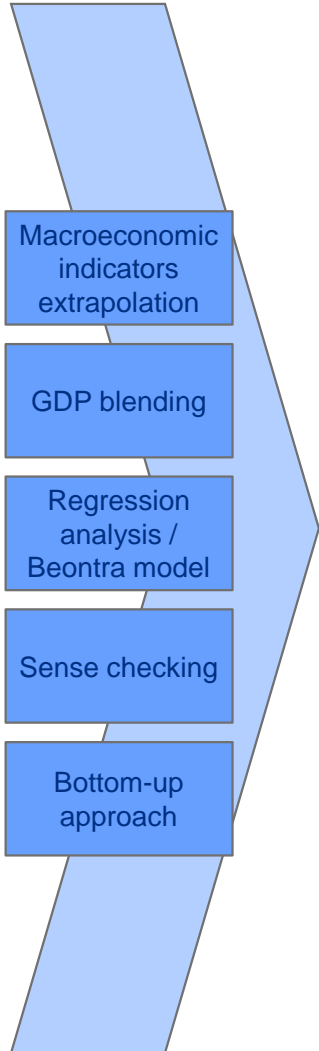 Macroeconomic
indicators
extrapolation
GDP blending
Regression
analysis /
Beontra model
Sense checking
Bottom-up
approach